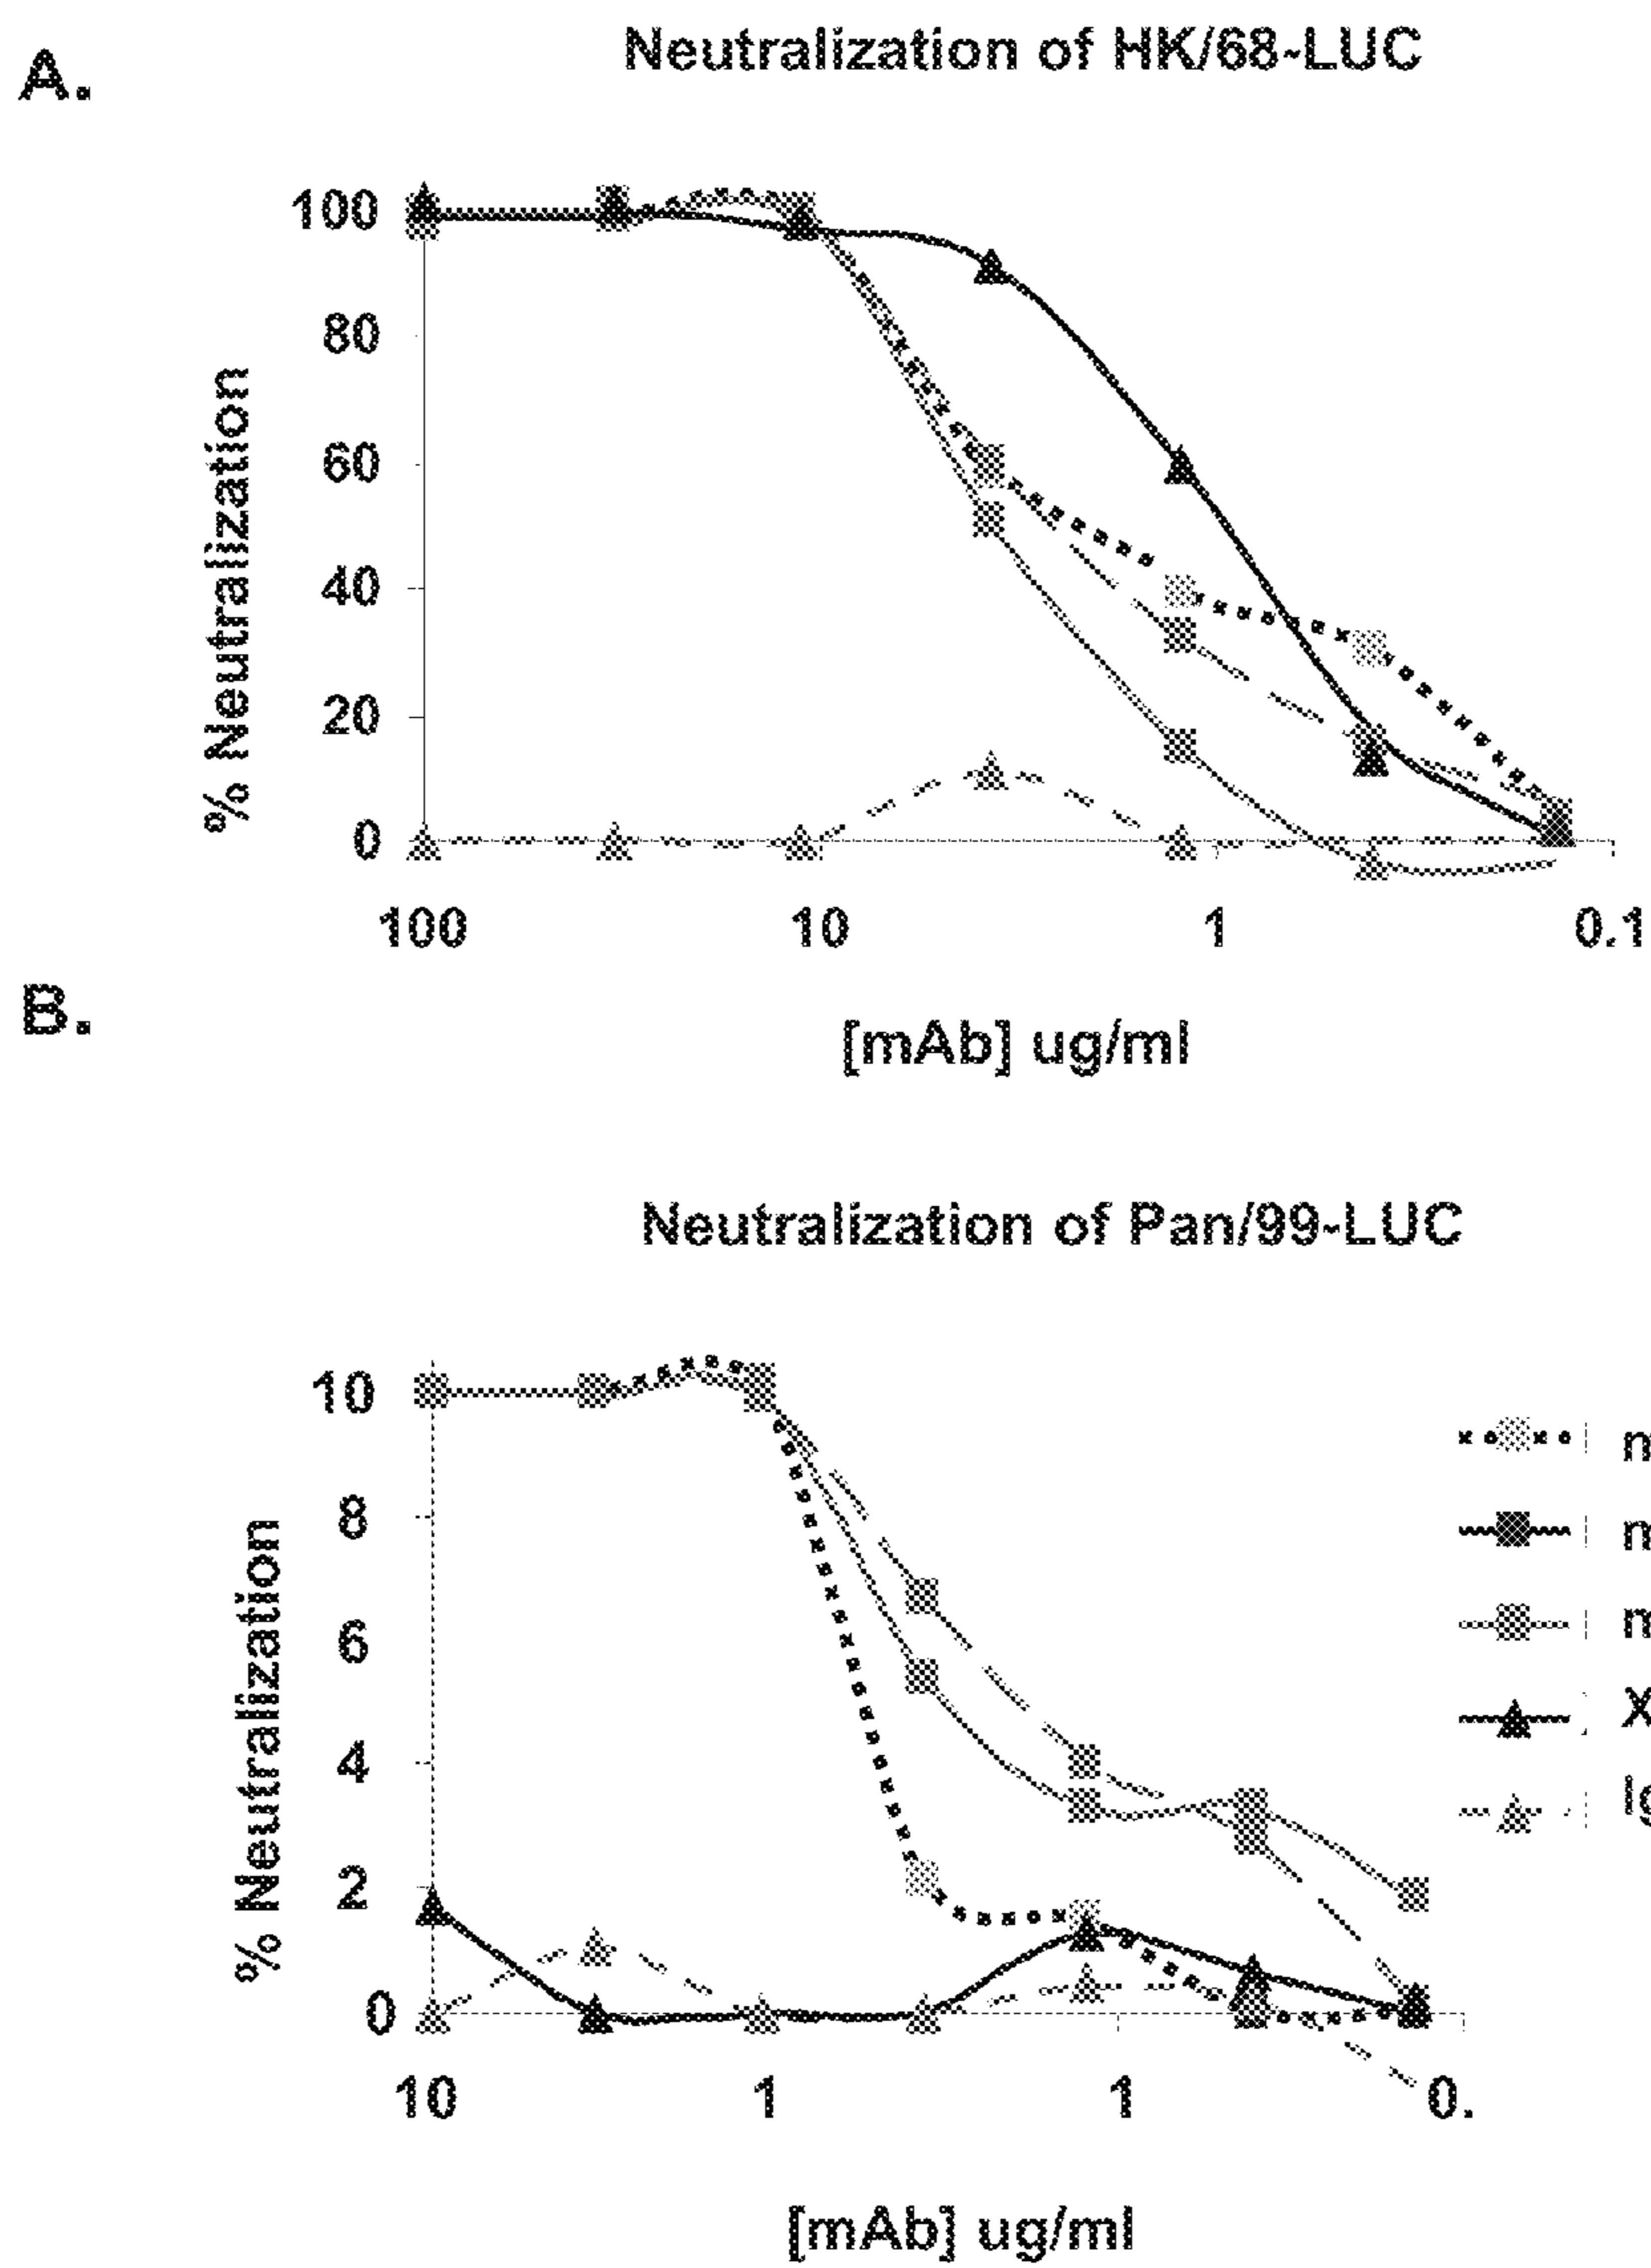 A.
Neutralization of HK/68-LUC
% Neutralization
100
80
60
40
20
0
100 10 1 0.1
[mAb] ug/ml
B.
Neutralization of Pan/99-LUC
% Neutralization
10
8
6
4
2
0
10 1 1 0.
[mAb] ug/ml
m
m
m
X
Ig